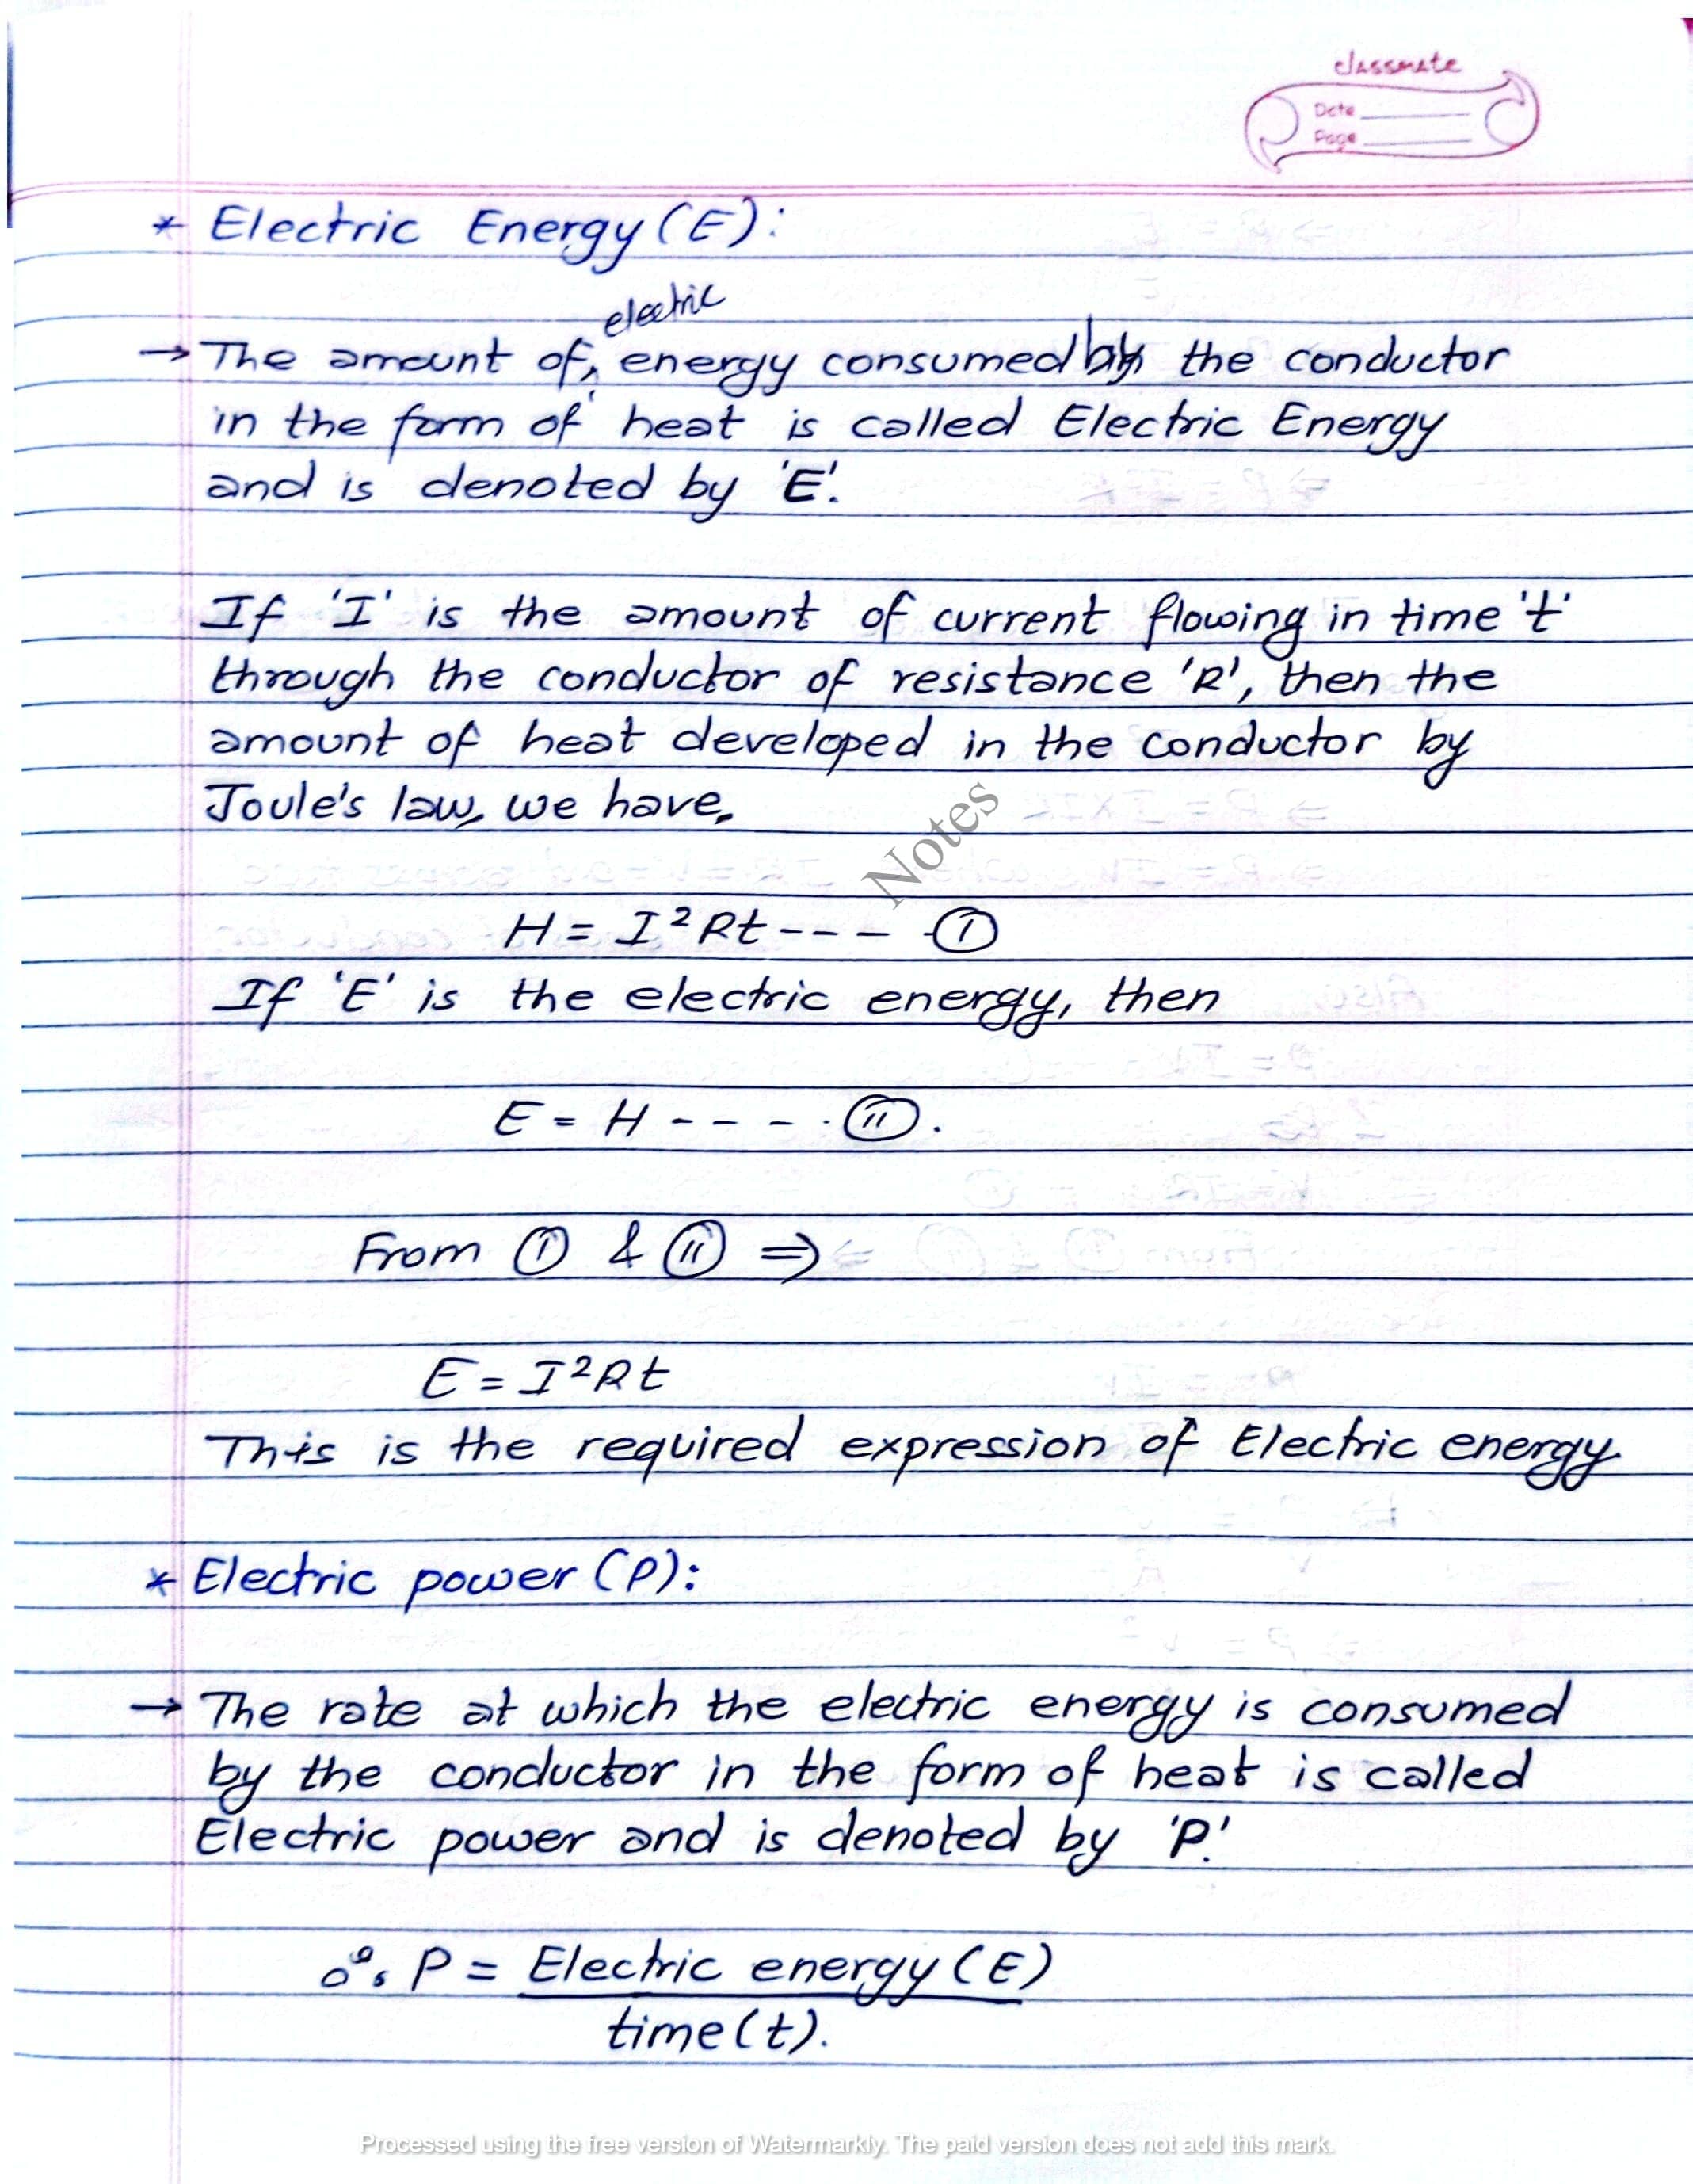 classmate
Date
Page
* Electric Energy (E):
electric
→ The amount of, energy consumed by the conductor
in the form of heat is called Electric Energy
and is denoted by 'E'.
If 'I' is the amount of current flowing in time 't'
through the conductor of resistance 'R', then the
amount of heat developed in the conductor by
Joule's law, we have,
Notes
H = I²Rt ---- (I)
If 'E' is the electric energy, then
E = H ---- (II).
From (I) & (II) ⇒
E = I²Rt
This is the required expression of Electric energy.
* Electric power (P):
→ The rate at which the electric energy is consumed
by the conductor in the form of heat is called
Electric power and is denoted by 'P.'
∴ P = Electric energy (E)
time (t).
Processed using the free version of Watermarkly. The paid version does not add this mark.